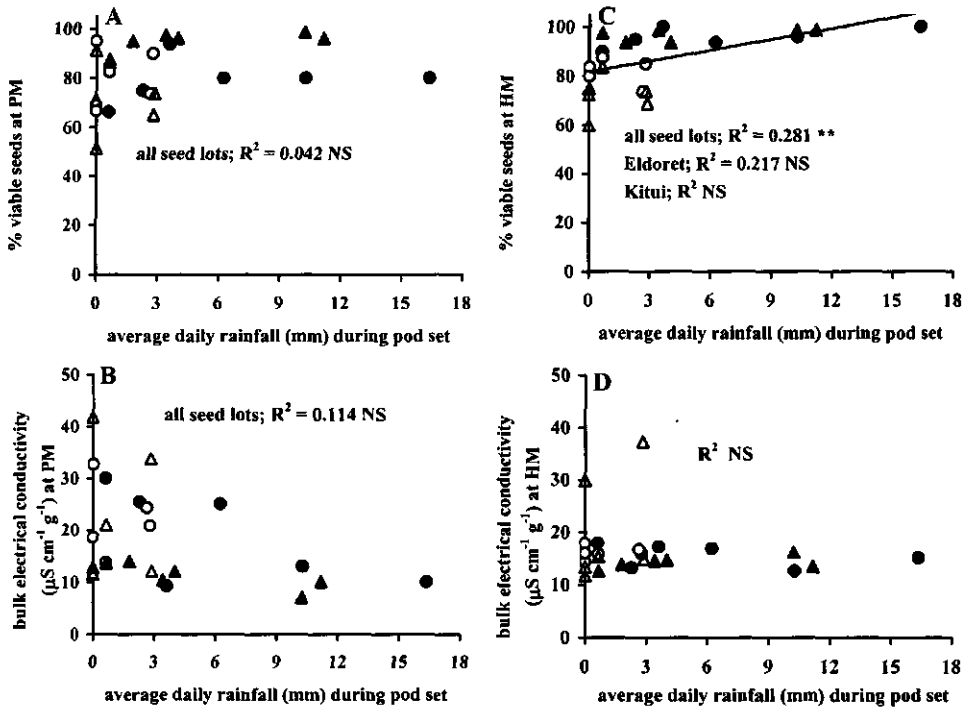 A
% viable seeds at PM
100
80
60
40
20
0
all seed lots; R² = 0.042 NS
0 3 6 9 12 15 18
average daily rainfall (mm) during pod set
C
% viable seeds at HM
100
80
60
40
20
0
all seed lots; R² = 0.281 **
Eldoret; R² = 0.217 NS
Kitui; R² NS
0 3 6 9 12 15 18
average daily rainfall (mm) during pod set
B
bulk electrical conductivity
(µS cm⁻¹ g⁻¹) at PM
50
40
30
20
10
0
all seed lots; R² = 0.114 NS
0 3 6 9 12 15 18
average daily rainfall (mm) during pod set
D
bulk electrical conductivity
(µS cm⁻¹ g⁻¹) at HM
50
40
30
20
10
0
R² NS
0 3 6 9 12 15 18
average daily rainfall (mm) during pod set